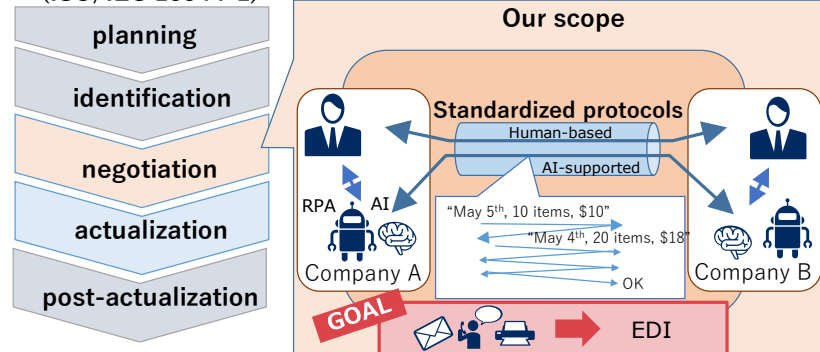 planning
identification
negotiation
actualization
post-actualization
Our scope
Standardized protocols
Human-based
AI-supported
RPA
AI
Company A
"May 5th, 10 items, $10"
"May 4th, 20 items, $18"
OK
Company B
GOAL
EDI